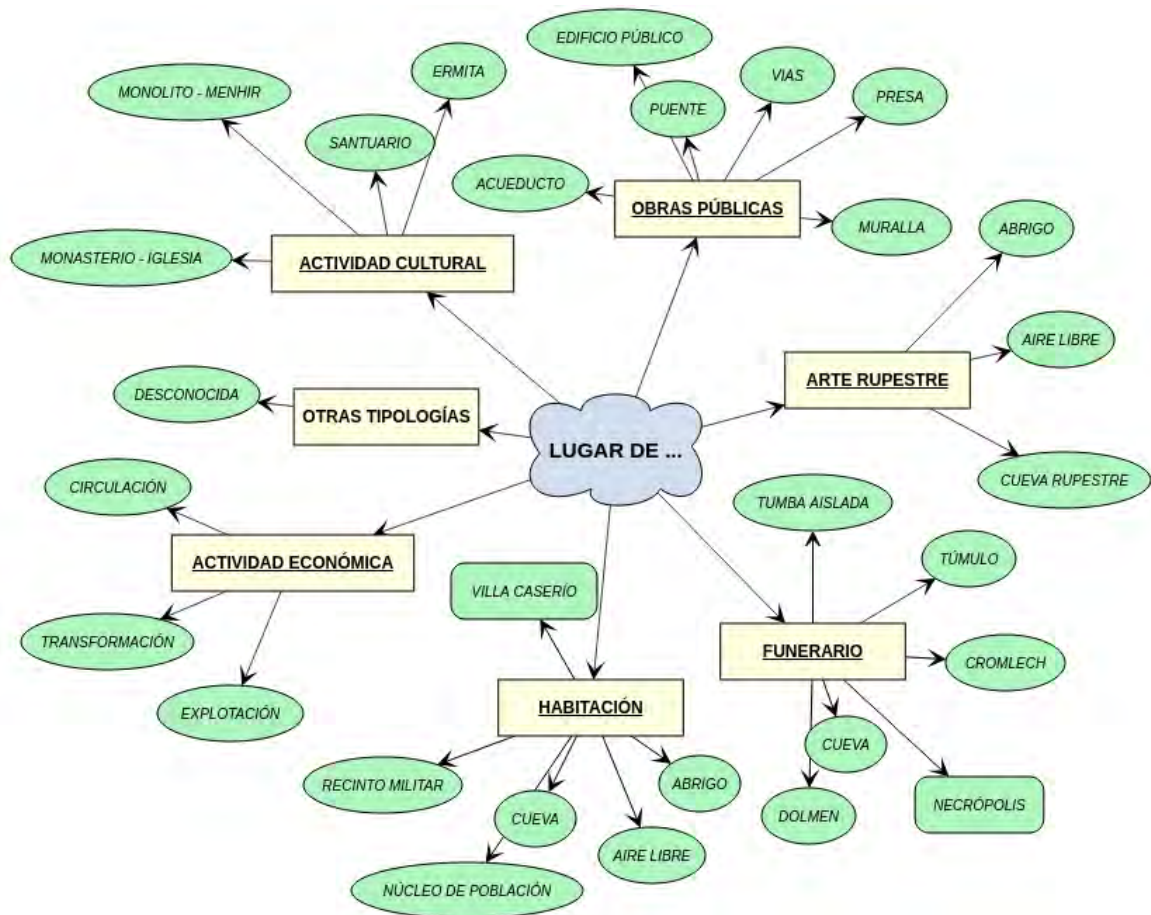 EDIFICIO PÚBLICO
ERMITA
VIAS
MONOLITO - MENHIR
PRESA
PUENTE
SANTUARIO
ACUEDUCTO
OBRAS PÚBLICAS
MURALLA
ABRIGO
MONASTERIO - IGLESIA
ACTIVIDAD CULTURAL
AIRE LIBRE
ARTE RUPESTRE
DESCONOCIDA
OTRAS TIPOLOGÍAS
LUGAR DE ...
CUEVA RUPESTRE
CIRCULACIÓN
TUMBA AISLADA
ACTIVIDAD ECONÓMICA
TÚMULO
VILLA CASERÍO
TRANSFORMACIÓN
FUNERARIO
CROMLECH
EXPLOTACIÓN
HABITACIÓN
CUEVA
RECINTO MILITAR
ABRIGO
NECRÓPOLIS
CUEVA
DOLMEN
AIRE LIBRE
NÚCLEO DE POBLACIÓN